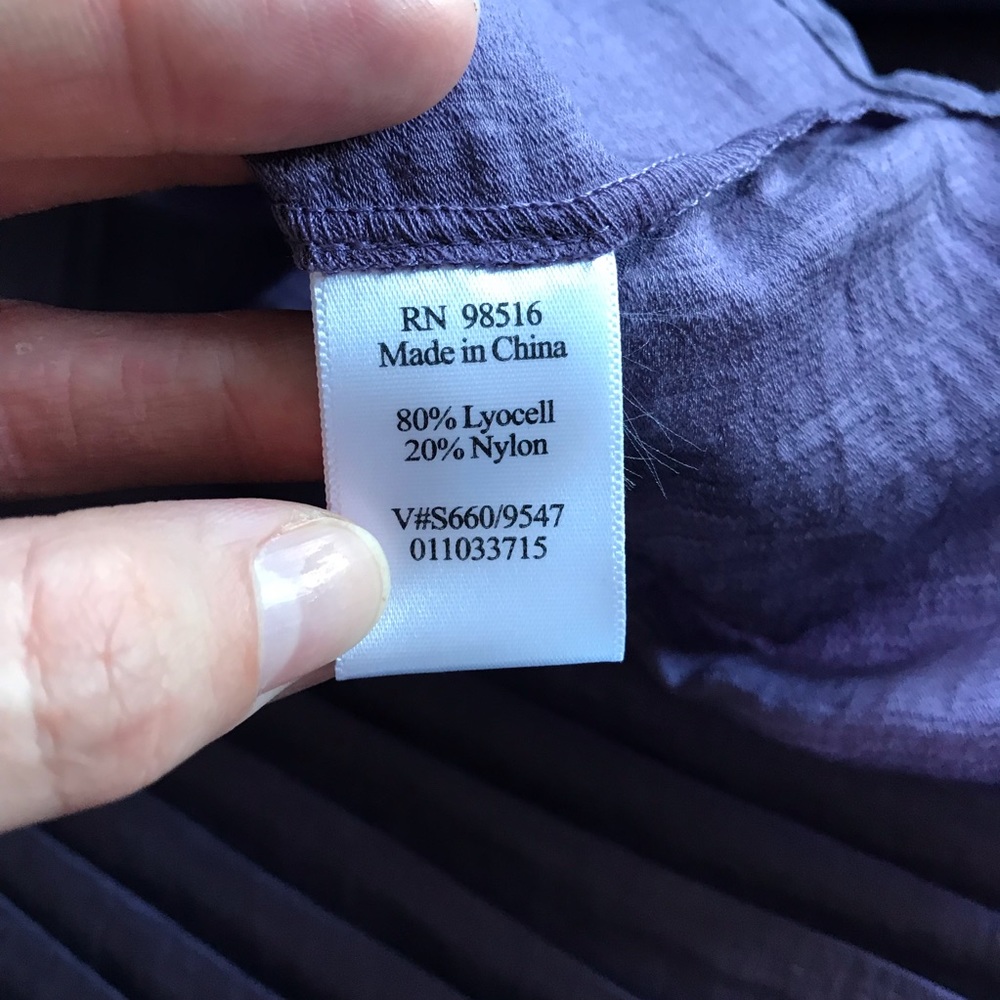 RN 98516
Made in China
80% Lyocell
20% Nylon
V#S660/9547
011033715